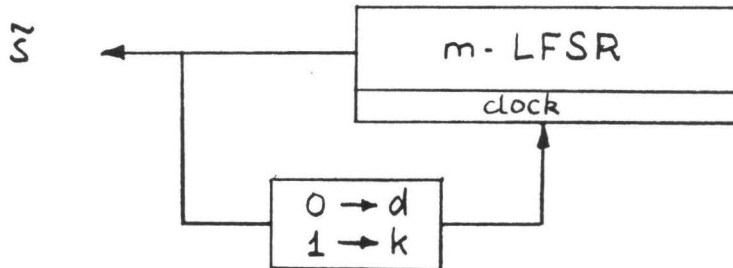 s̃
m - LFSR
clock
0 → d
1 → k